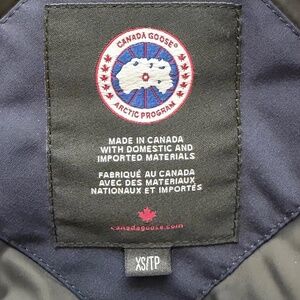 CANADA GOOSE®
ARCTIC PROGRAM
MADE IN CANADA
WITH DOMESTIC AND
IMPORTED MATERIALS
FABRIQUÉ AU CANADA
AVEC DES MATERIAUX
NATIONAUX ET IMPORTÉS
canadagoose.com
XS/TP